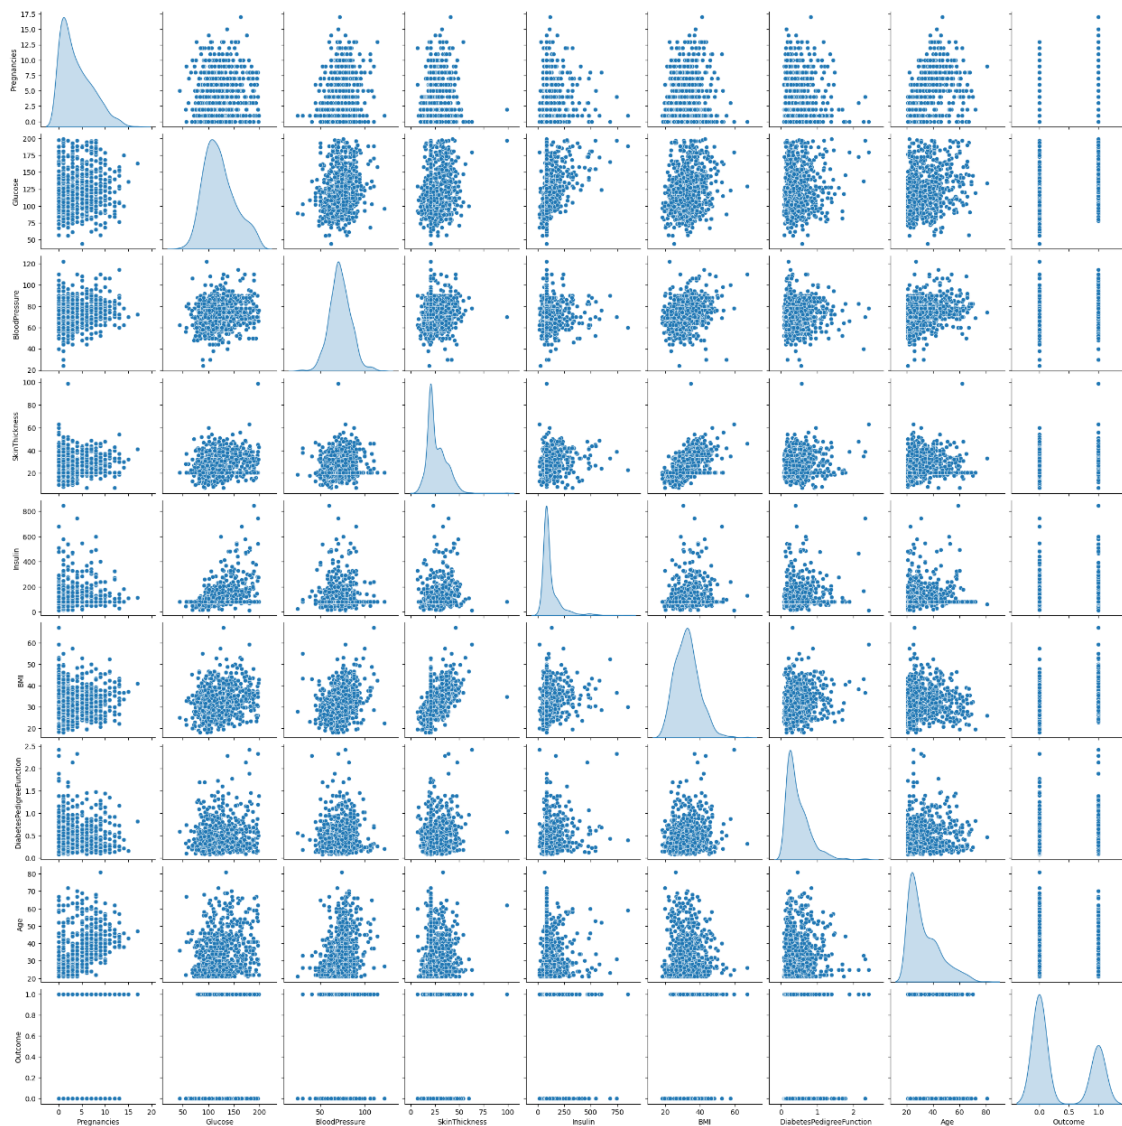 17.5
15.0
12.5
10.0
7.5
5.0
2.5
0.0
Pregnancies
200
175
150
125
100
75
50
Glucose
120
100
80
60
40
20
BloodPressure
100
80
60
40
20
SkinThickness
800
600
400
200
0
Insulin
60
50
40
30
20
BMI
2.5
2.0
1.5
1.0
0.5
0.0
DiabetesPedigreeFunction
80
70
60
50
40
30
20
Age
1.0
0.8
0.6
0.4
0.2
0.0
Outcome
0 5 10 15 20
Pregnancies
50 100 150 200
Glucose
50 100
BloodPressure
0 25 50 75 100
SkinThickness
0 250 500 750
Insulin
20 40 60
BMI
0 1 2
DiabetesPedigreeFunction
20 40 60 80
Age
0.0 0.5 1.0
Outcome